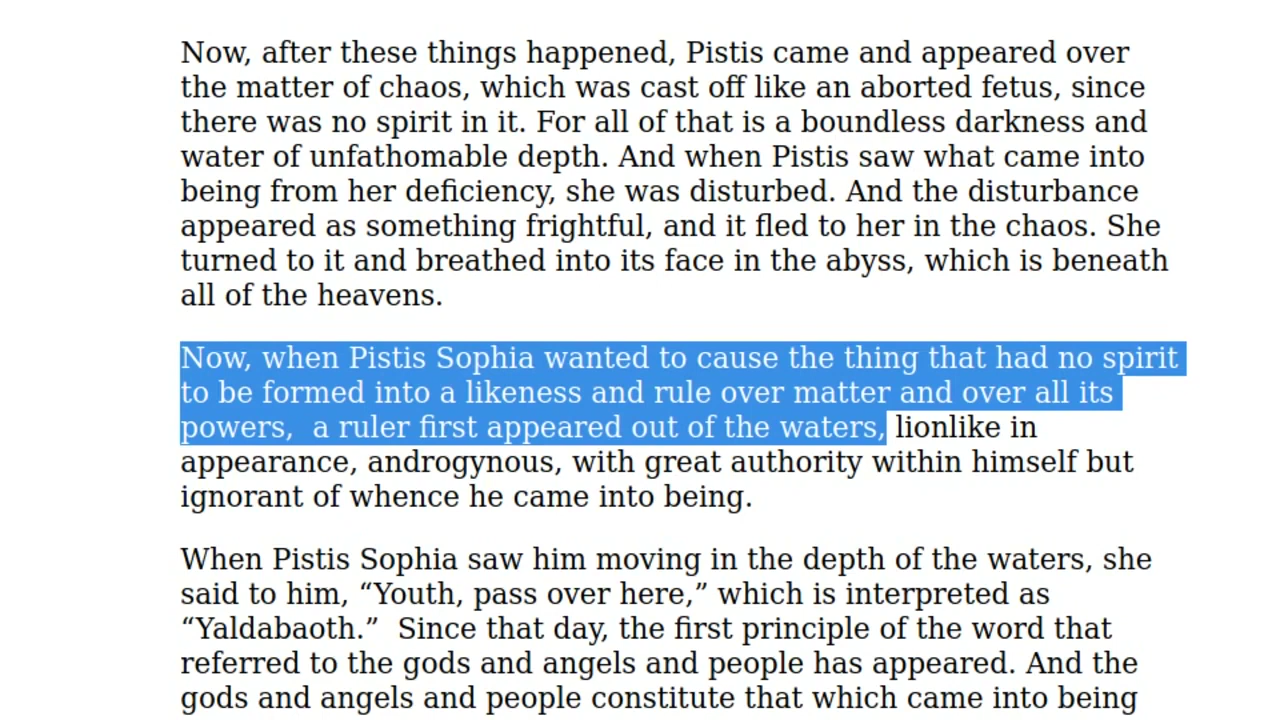 Now, after these things happened, Pistis came and appeared over
the matter of chaos, which was cast off like an aborted fetus, since
there was no spirit in it. For all of that is a boundless darkness and
water of unfathomable depth. And when Pistis saw what came into
being from her deficiency, she was disturbed. And the disturbance
appeared as something frightful, and it fled to her in the chaos. She
turned to it and breathed into its face in the abyss, which is beneath
all of the heavens.
Now, when Pistis Sophia wanted to cause the thing that had no spirit
to be formed into a likeness and rule over matter and over all its
powers,  a ruler first appeared out of the waters, lionlike in
appearance, androgynous, with great authority within himself but
ignorant of whence he came into being.
When Pistis Sophia saw him moving in the depth of the waters, she
said to him, “Youth, pass over here,” which is interpreted as
“Yaldabaoth.”  Since that day, the first principle of the word that
referred to the gods and angels and people has appeared. And the
gods and angels and people constitute that which came into being